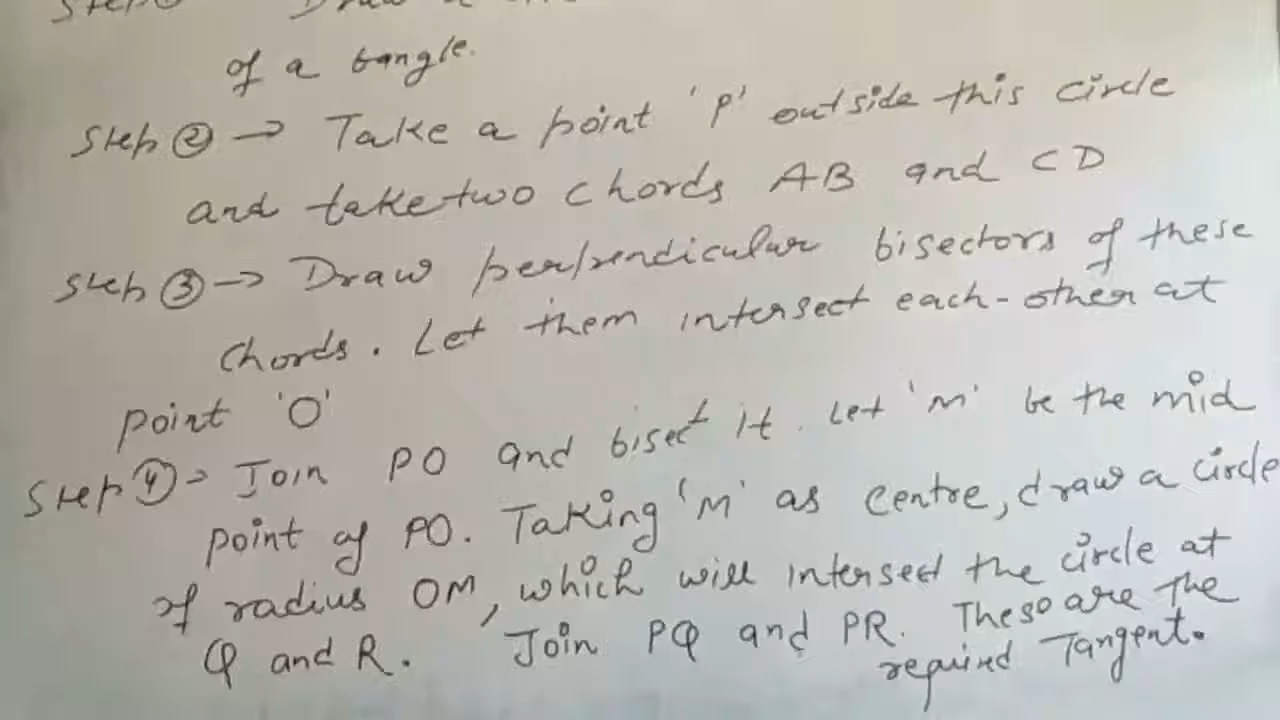 Draw a
of a bangle.
Step ② → Take a point 'P' outside this circle
and take two chords AB and CD
Step ③ → Draw perpendicular bisectors of these
chords. Let them intersect each-other at
point 'O'
Step ④ → Join PO and bisect it. Let 'M' be the mid
point of PO. Taking 'M' as centre, draw a circle
of radius OM, which will intersect the circle at
Q and R. Join PQ and PR. These are the
required Tangent.